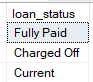 loan_status
Fully Paid
Charged Off
Current